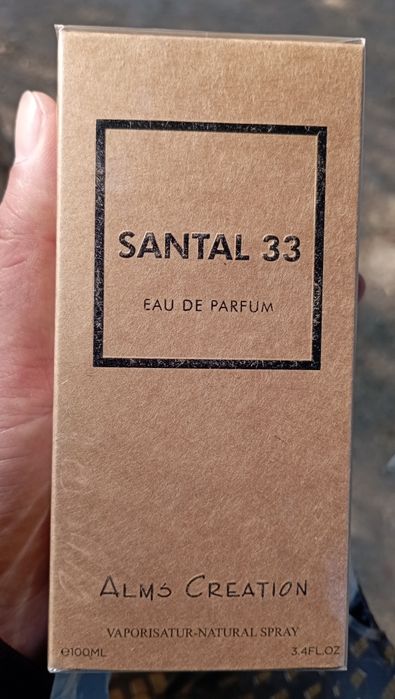 SANTAL 33
EAU DE PARFUM
ALMS CREATION
VAPORISATUR-NATURAL SPRAY
℮100ML 3.4FL.OZ